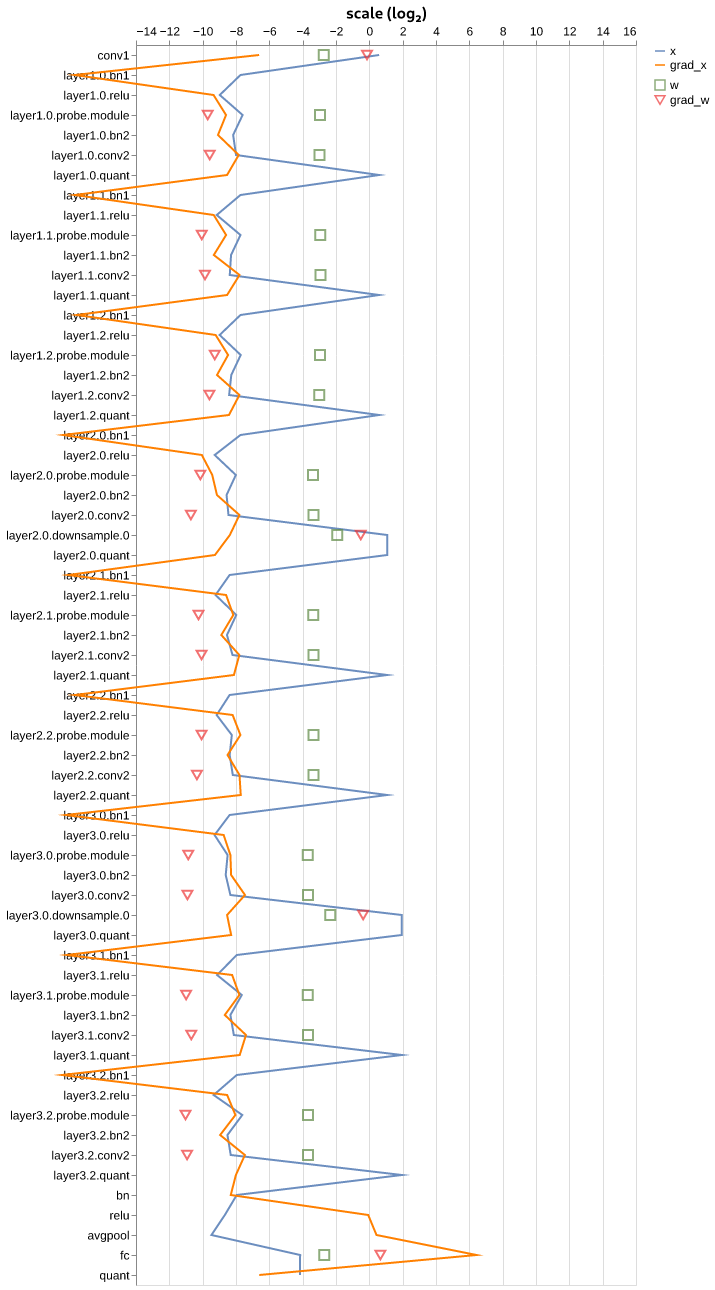 scale (log₂)
−14 −12 −10 −8 −6 −4 −2 0 2 4 6 8 10 12 14 16
x
grad_x
w
grad_w
conv1
layer1.0.bn1
layer1.0.relu
layer1.0.probe.module
layer1.0.bn2
layer1.0.conv2
layer1.0.quant
layer1.1.bn1
layer1.1.relu
layer1.1.probe.module
layer1.1.bn2
layer1.1.conv2
layer1.1.quant
layer1.2.bn1
layer1.2.relu
layer1.2.probe.module
layer1.2.bn2
layer1.2.conv2
layer1.2.quant
layer2.0.bn1
layer2.0.relu
layer2.0.probe.module
layer2.0.bn2
layer2.0.conv2
layer2.0.downsample.0
layer2.0.quant
layer2.1.bn1
layer2.1.relu
layer2.1.probe.module
layer2.1.bn2
layer2.1.conv2
layer2.1.quant
layer2.2.bn1
layer2.2.relu
layer2.2.probe.module
layer2.2.bn2
layer2.2.conv2
layer2.2.quant
layer3.0.bn1
layer3.0.relu
layer3.0.probe.module
layer3.0.bn2
layer3.0.conv2
layer3.0.downsample.0
layer3.0.quant
layer3.1.bn1
layer3.1.relu
layer3.1.probe.module
layer3.1.bn2
layer3.1.conv2
layer3.1.quant
layer3.2.bn1
layer3.2.relu
layer3.2.probe.module
layer3.2.bn2
layer3.2.conv2
layer3.2.quant
bn
relu
avgpool
fc
quant